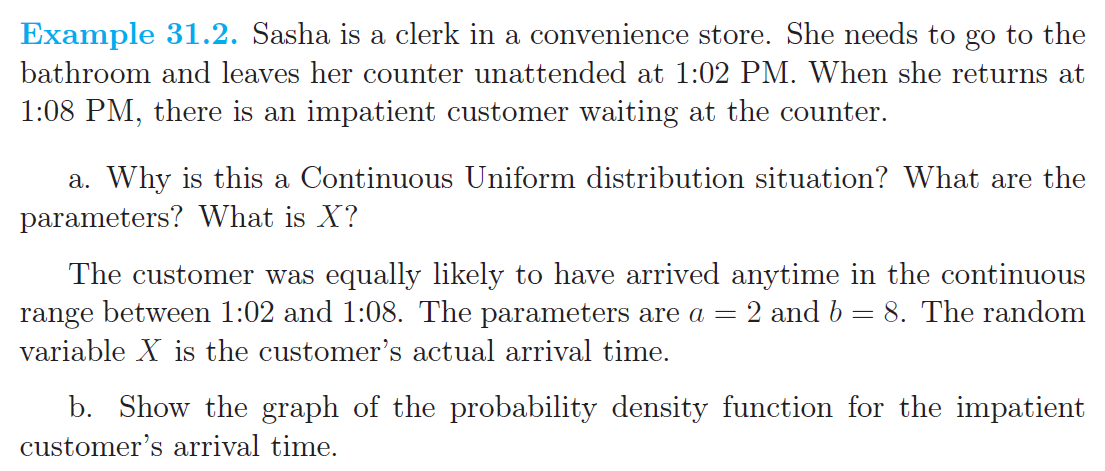 Example 31.2. Sasha is a clerk in a convenience store. She needs to go to the
bathroom and leaves her counter unattended at 1:02 PM. When she returns at
1:08 PM, there is an impatient customer waiting at the counter.
a. Why is this a Continuous Uniform distribution situation? What are the
parameters? What is X?
The customer was equally likely to have arrived anytime in the continuous
range between 1:02 and 1:08. The parameters are a = 2 and b = 8. The random
variable X is the customer's actual arrival time.
b. Show the graph of the probability density function for the impatient
customer's arrival time.